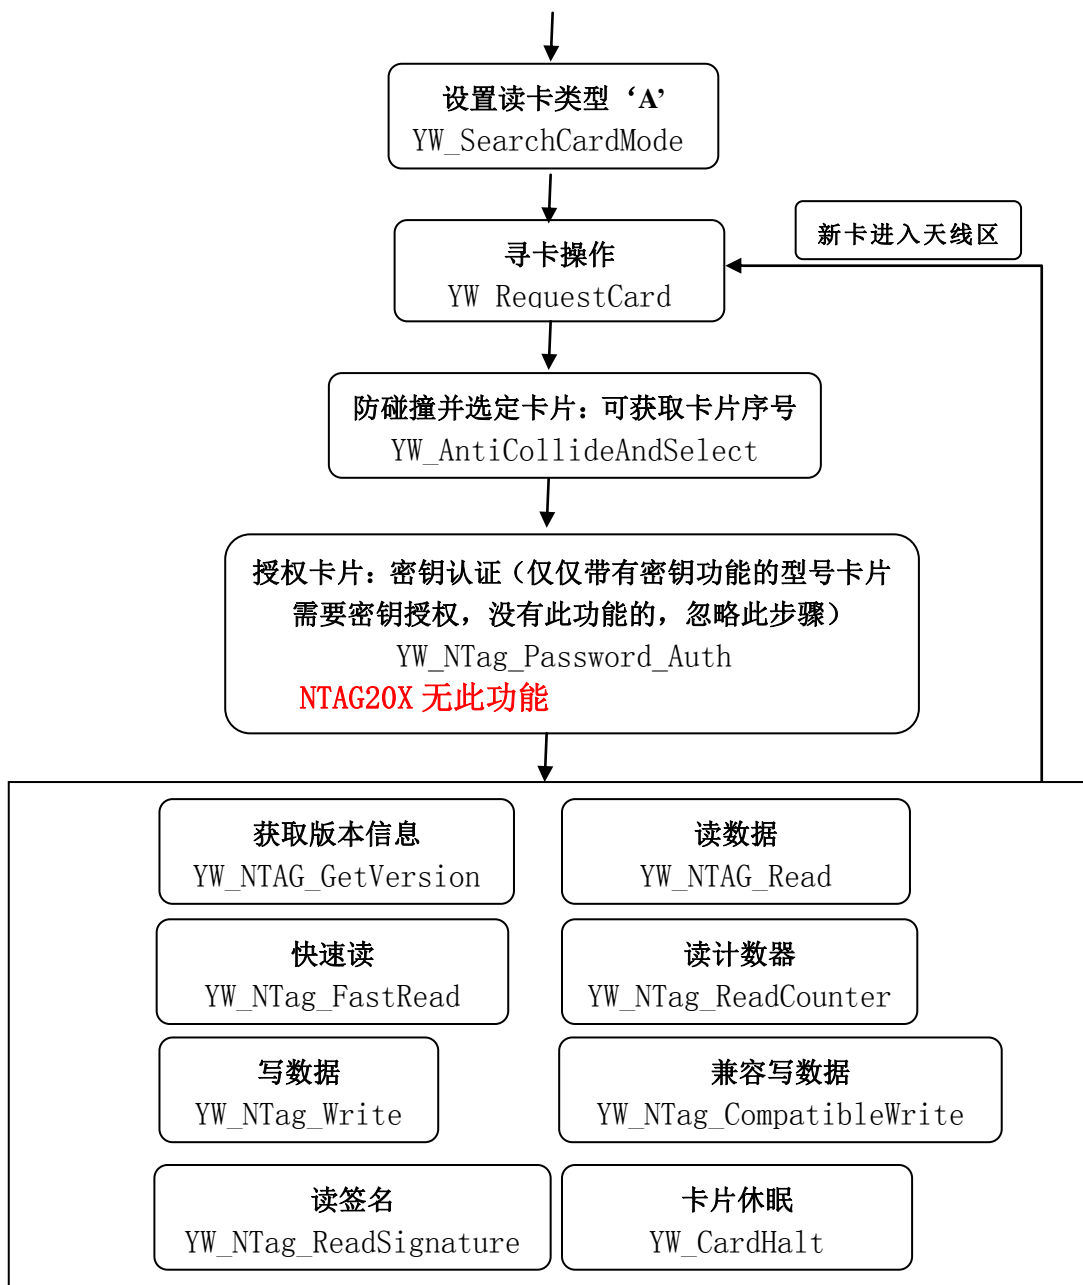 设置读卡类型‘A’
YW_SearchCardMode
新卡进入天线区
寻卡操作
YW_RequestCard
防碰撞并选定卡片：可获取卡片序号
YW_AntiCollideAndSelect
授权卡片：密钥认证（仅仅带有密钥功能的型号卡片
需要密钥授权，没有此功能的，忽略此步骤）
YW_NTag_Password_Auth
NTAG20X 无此功能
获取版本信息
YW_NTAG_GetVersion
读数据
YW_NTAG_Read
快速读
YW_NTag_FastRead
读计数器
YW_NTag_ReadCounter
写数据
YW_NTag_Write
兼容写数据
YW_NTag_CompatibleWrite
读签名
YW_NTag_ReadSignature
卡片休眠
YW_CardHalt